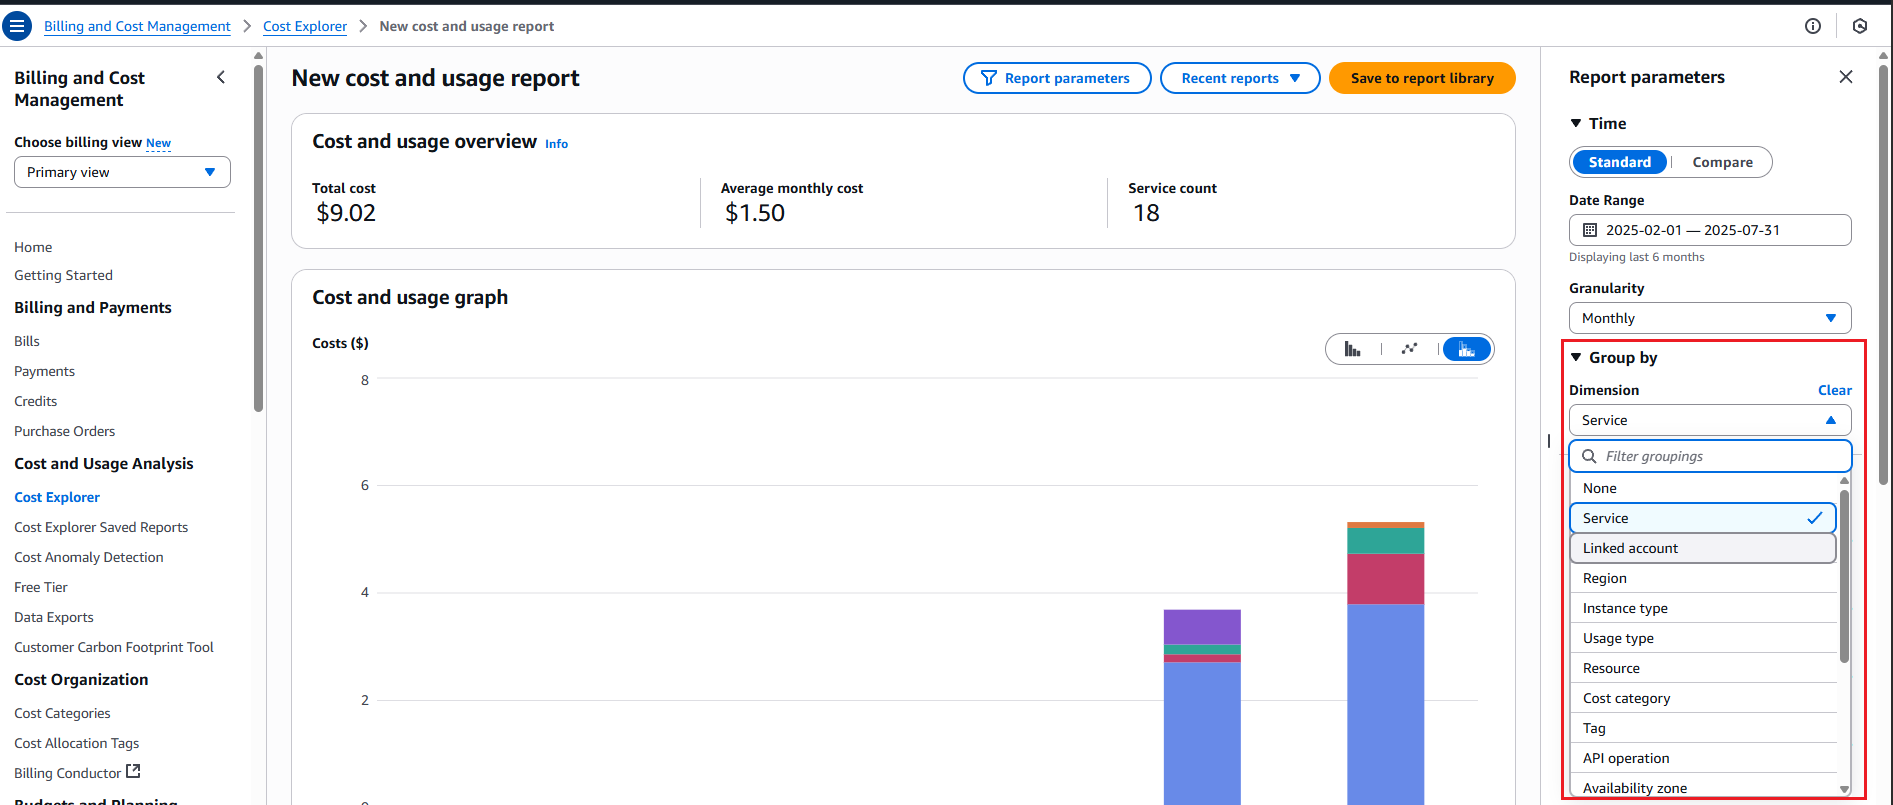 Billing and Cost Management > Cost Explorer > New cost and usage report
Billing and Cost Management
Choose billing view New
Primary view
Home
Getting Started
Billing and Payments
Bills
Payments
Credits
Purchase Orders
Cost and Usage Analysis
Cost Explorer
Cost Explorer Saved Reports
Cost Anomaly Detection
Free Tier
Data Exports
Customer Carbon Footprint Tool
Cost Organization
Cost Categories
Cost Allocation Tags
Billing Conductor
Budgets and Planning
New cost and usage report
Report parameters
Recent reports
Save to report library
Cost and usage overview Info
Total cost
$9.02
Average monthly cost
$1.50
Service count
18
Cost and usage graph
Costs ($)
8
6
4
2
0
Report parameters
Time
Standard
Compare
Date Range
2025-02-01 — 2025-07-31
Displaying last 6 months
Granularity
Monthly
Group by
Dimension
Clear
Service
Filter groupings
None
Service
Linked account
Region
Instance type
Usage type
Resource
Cost category
Tag
API operation
Availability zone